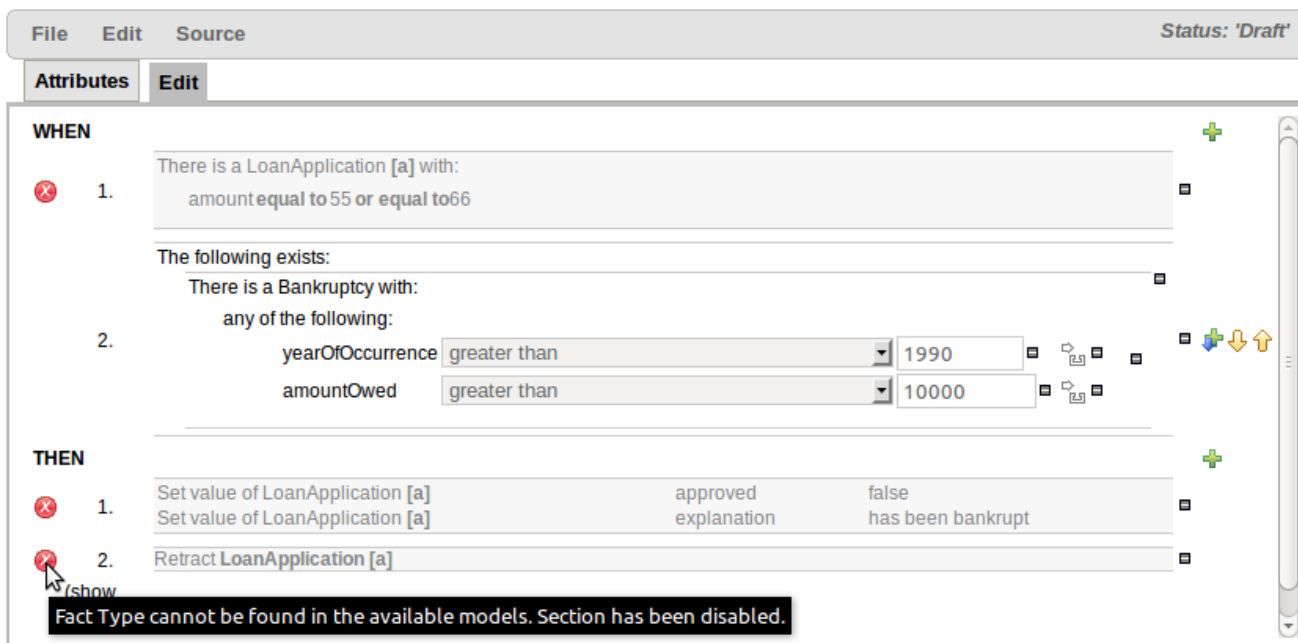 File Edit Source Status: 'Draft'
Attributes Edit
WHEN
There is a LoanApplication [a] with:
1.
amount equal to 55 or equal to66
The following exists:
There is a Bankruptcy with:
any of the following:
2.
yearOfOccurrence greater than 1990
amountOwed greater than 10000
THEN
1.
Set value of LoanApplication [a] approved false
Set value of LoanApplication [a] explanation has been bankrupt
2. Retract LoanApplication [a]
(show
Fact Type cannot be found in the available models. Section has been disabled.